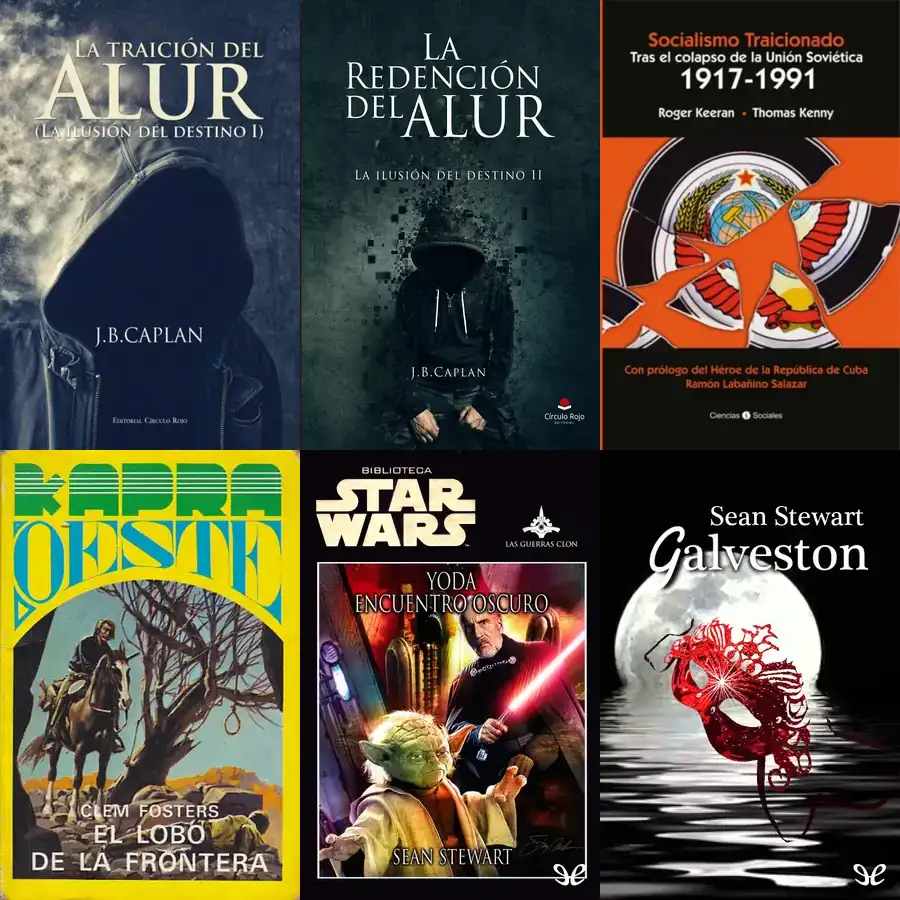 LA TRAICIÓN DEL
ALUR
(LA ILUSIÓN DEL DESTINO I)
J.B.CAPLAN
EDITORIAL CÍRCULO ROJO
LA
REDENCIÓN
DEL ALUR
LA ILUSIÓN DEL DESTINO II
J.B.CAPLAN
Círculo Rojo
EDITORIAL
Socialismo Traicionado
Tras el colapso de la Unión Soviética
1917-1991
Roger Keeran • Thomas Kenny
Con prólogo del Héroe de la República de Cuba
Ramón Labañino Salazar
Ciencias Sociales
KAPRA
OESTE
CLEM FOSTERS
EL LOBO
DE LA FRONTERA
BIBLIOTECA
STAR
WARS
LAS GUERRAS CLON
YODA
ENCUENTRO OSCURO
SEAN STEWART
Sean Stewart
Galveston